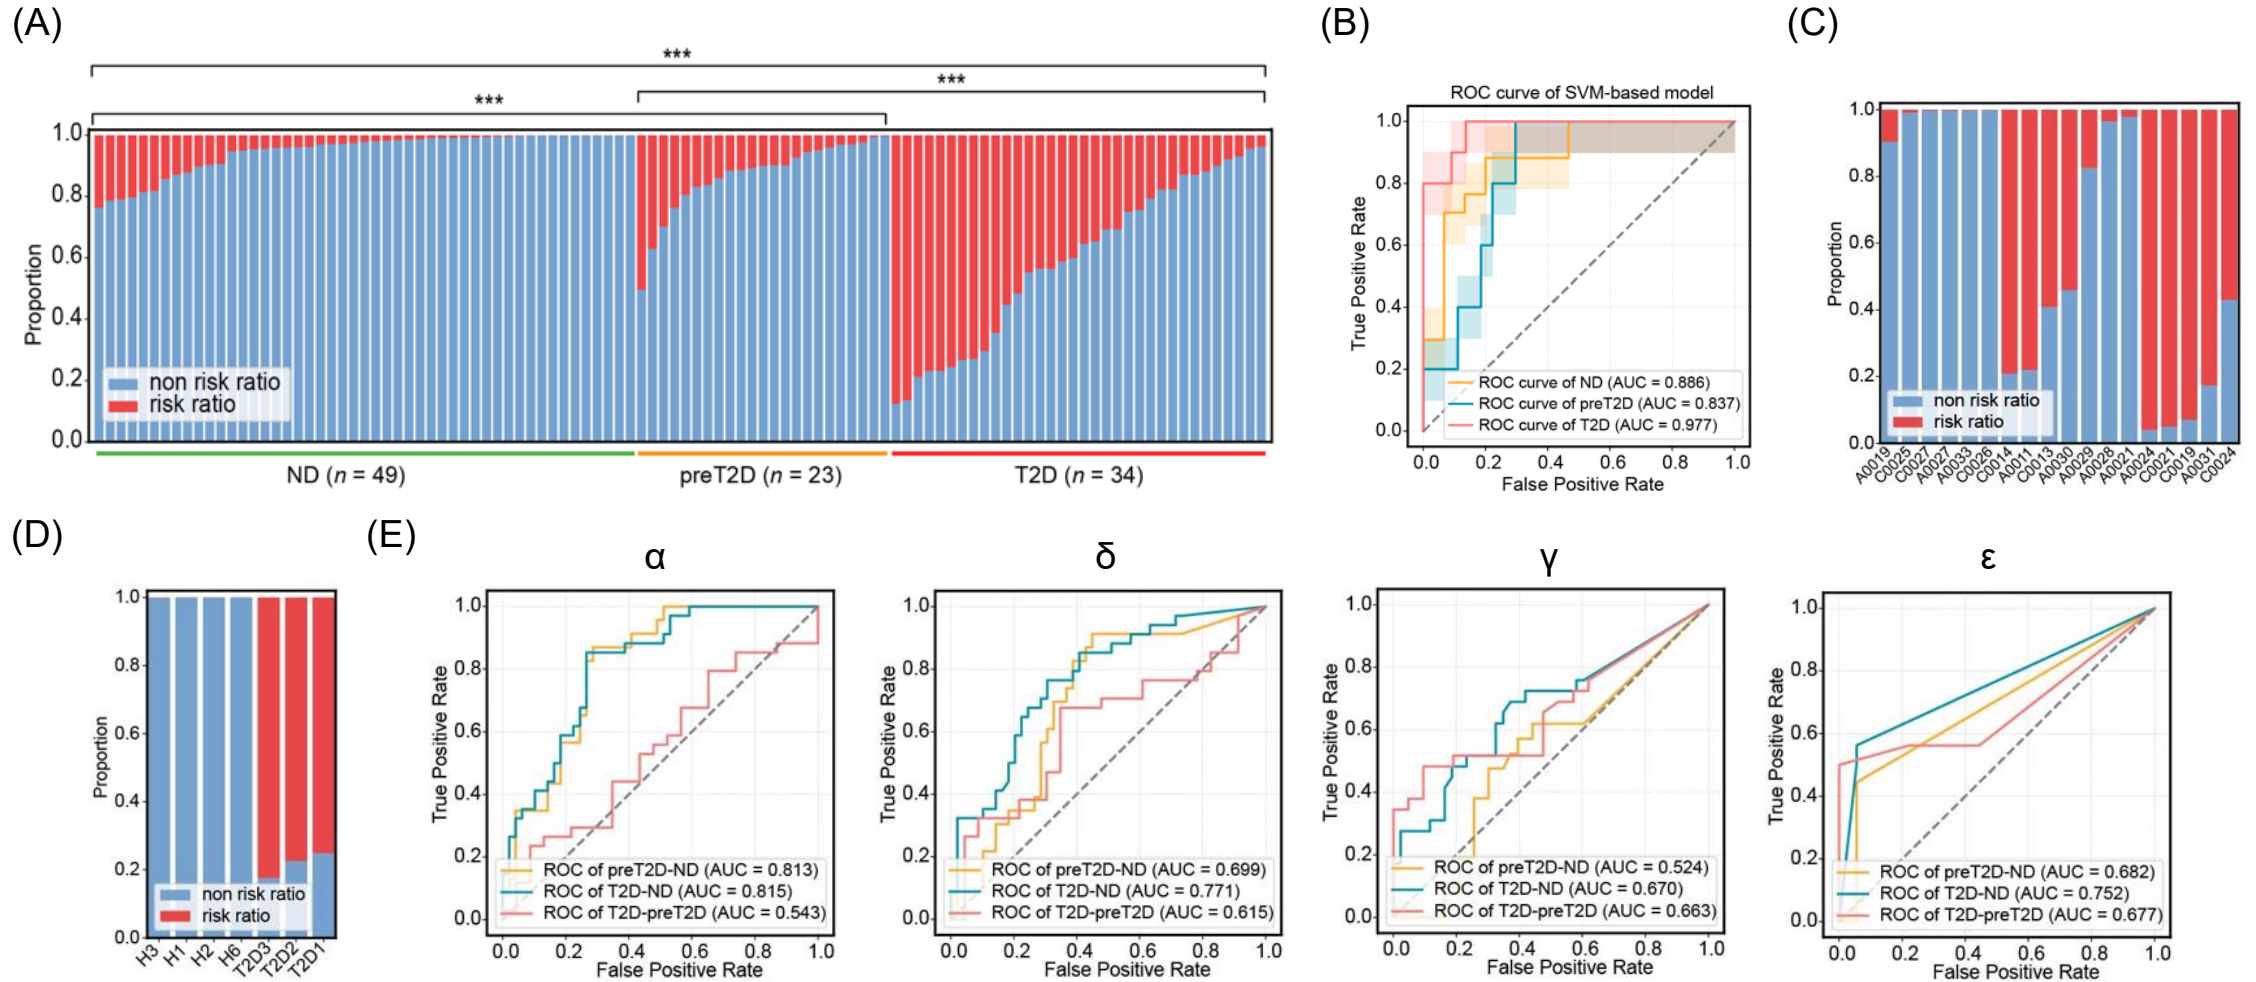 (A)
***
***
***
1.0
0.8
0.6
0.4
0.2
0.0
Proportion
non risk ratio
risk ratio
ND (n = 49)
preT2D (n = 23)
T2D (n = 34)
(B)
ROC curve of SVM-based model
1.0
0.8
0.6
0.4
0.2
0.0
True Positive Rate
ROC curve of ND (AUC = 0.886)
ROC curve of preT2D (AUC = 0.837)
ROC curve of T2D (AUC = 0.977)
0.0 0.2 0.4 0.6 0.8 1.0
False Positive Rate
(C)
1.0
0.8
0.6
0.4
0.2
0.0
Proportion
non risk ratio
risk ratio
A0019 C0025 C0027 A0027 A0033 C0026 C0014 A0011 C0013 A0030 A0029 A0028 A0021 A0024 C0021 C0019 A0031 C0024
(D)
1.0
0.8
0.6
0.4
0.2
0.0
Proportion
non risk ratio
risk ratio
H3 H1 H2 H6 T2D3 T2D2 T2D1
(E)
α
1.0
0.8
0.6
0.4
0.2
0.0
True Positive Rate
ROC of preT2D-ND (AUC = 0.813)
ROC of T2D-ND (AUC = 0.815)
ROC of T2D-preT2D (AUC = 0.543)
0.0 0.2 0.4 0.6 0.8 1.0
False Positive Rate
δ
1.0
0.8
0.6
0.4
0.2
0.0
True Positive Rate
ROC of preT2D-ND (AUC = 0.699)
ROC of T2D-ND (AUC = 0.771)
ROC of T2D-preT2D (AUC = 0.615)
0.0 0.2 0.4 0.6 0.8 1.0
False Positive Rate
γ
1.0
0.8
0.6
0.4
0.2
0.0
True Positive Rate
ROC of preT2D-ND (AUC = 0.524)
ROC of T2D-ND (AUC = 0.670)
ROC of T2D-preT2D (AUC = 0.663)
0.0 0.2 0.4 0.6 0.8 1.0
False Positive Rate
ε
1.0
0.8
0.6
0.4
0.2
0.0
True Positive Rate
ROC of preT2D-ND (AUC = 0.682)
ROC of T2D-ND (AUC = 0.752)
ROC of T2D-preT2D (AUC = 0.677)
0.0 0.2 0.4 0.6 0.8 1.0
False Positive Rate